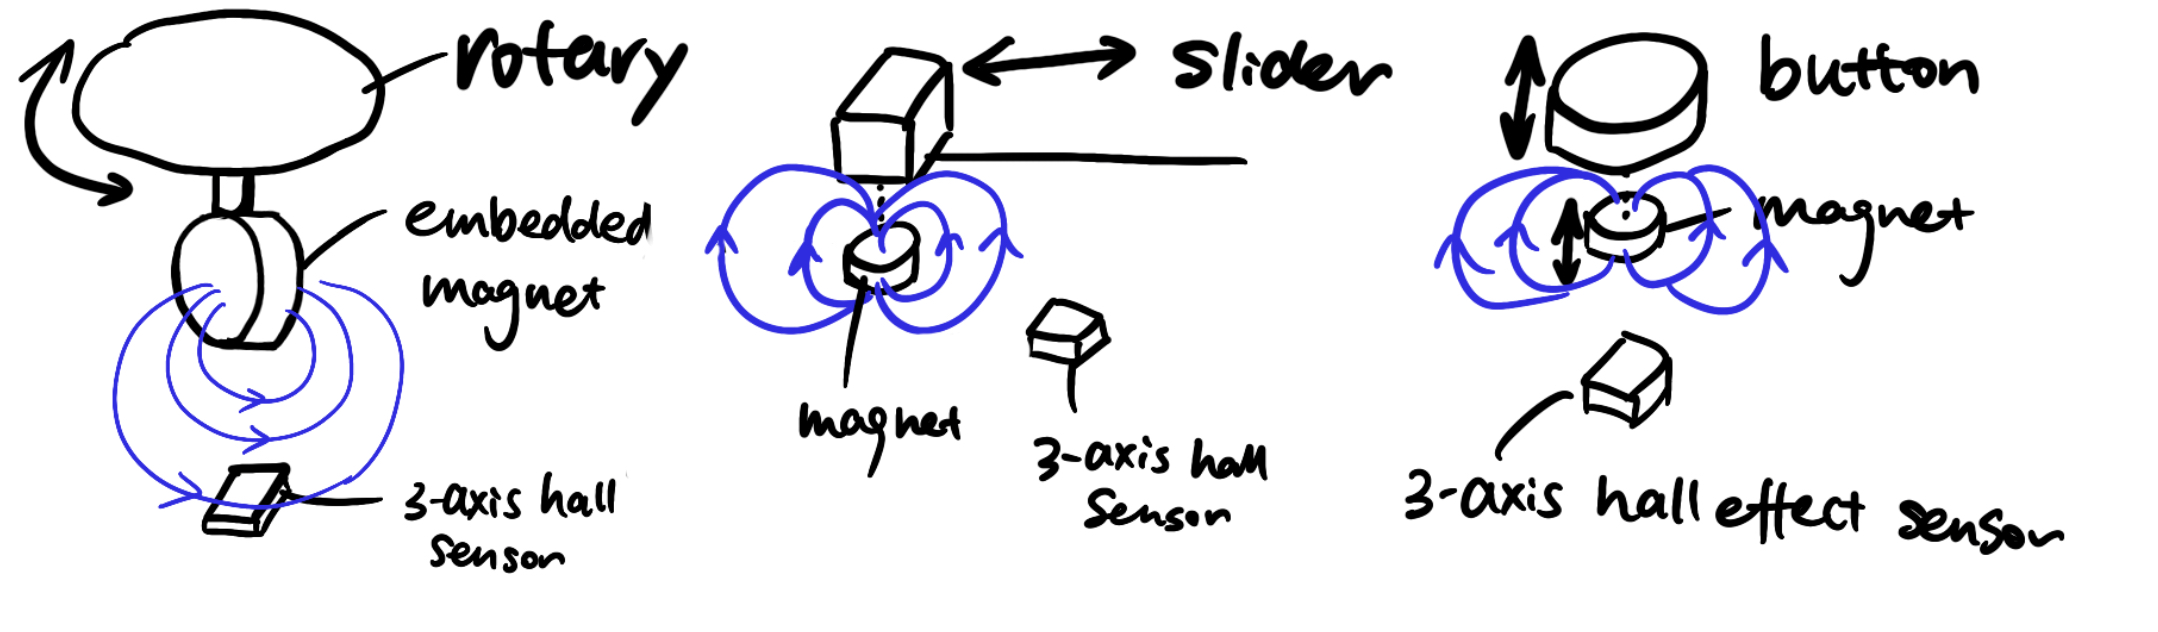 rotary
embedded
magnet
3-axis hall
sensor
slider
magnet
3-axis hall
Sensor
button
magnet
3-axis hall effect sensor